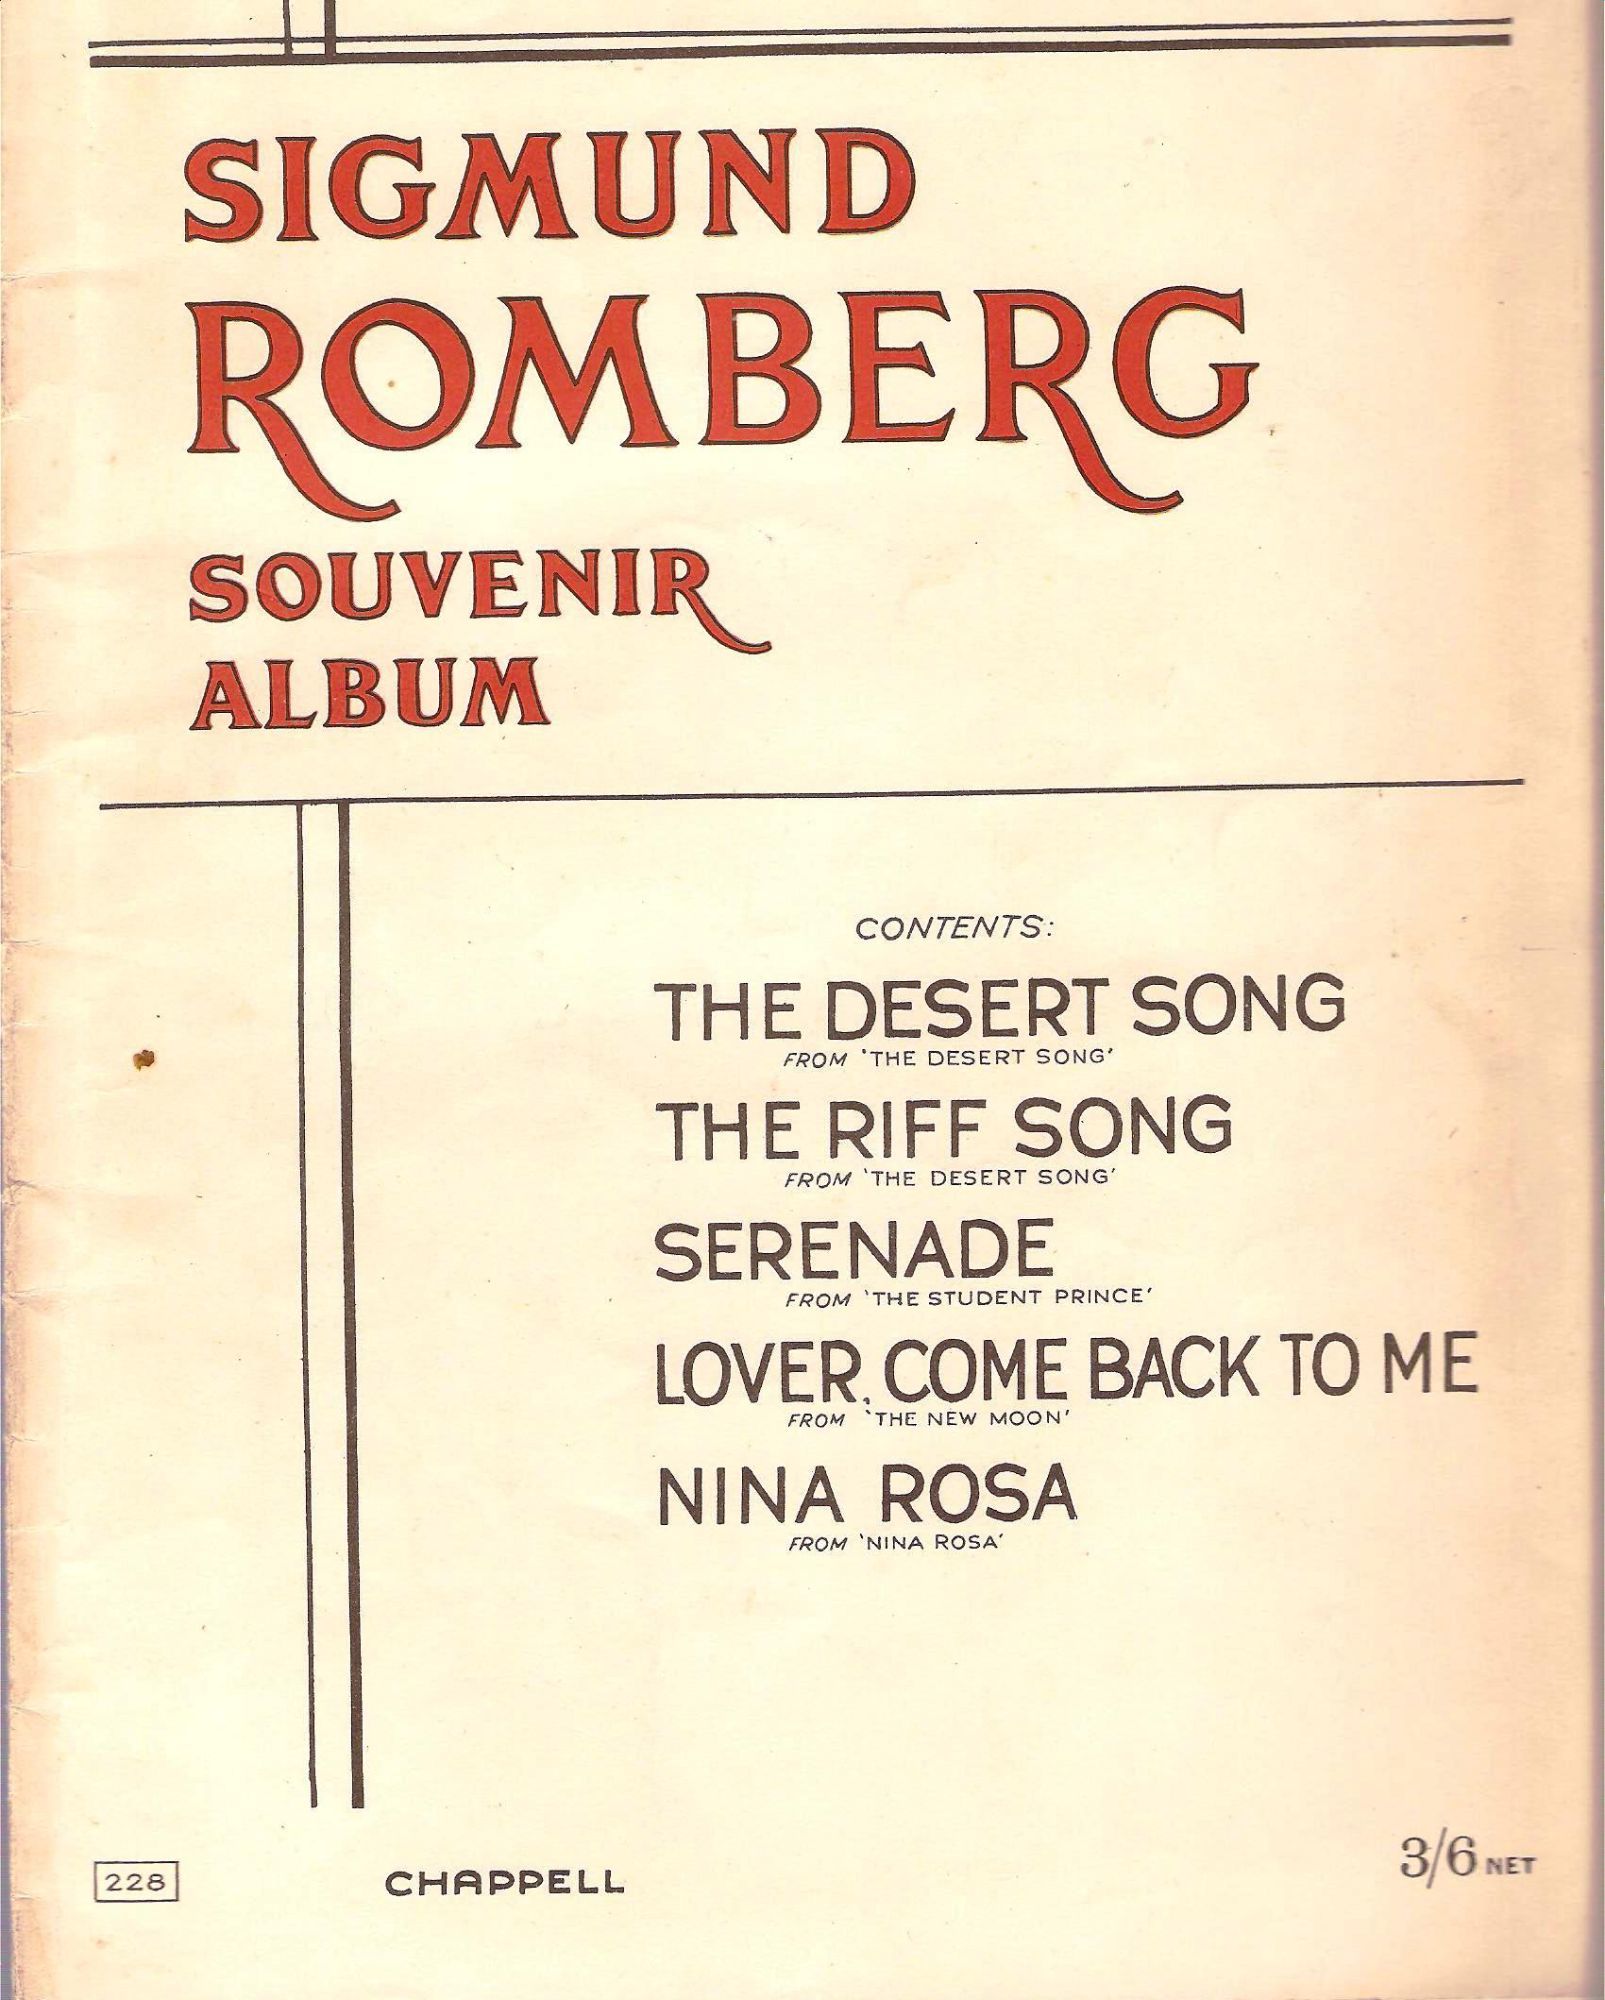 SIGMUND
ROMBERG
SOUVENIR
ALBUM
CONTENTS:
THE DESERT SONG
FROM 'THE DESERT SONG'
THE RIFF SONG
FROM 'THE DESERT SONG'
SERENADE
FROM 'THE STUDENT PRINCE'
LOVER, COME BACK TO ME
FROM 'THE NEW MOON'
NINA ROSA
FROM 'NINA ROSA'
228
CHAPPELL
3/6 NET